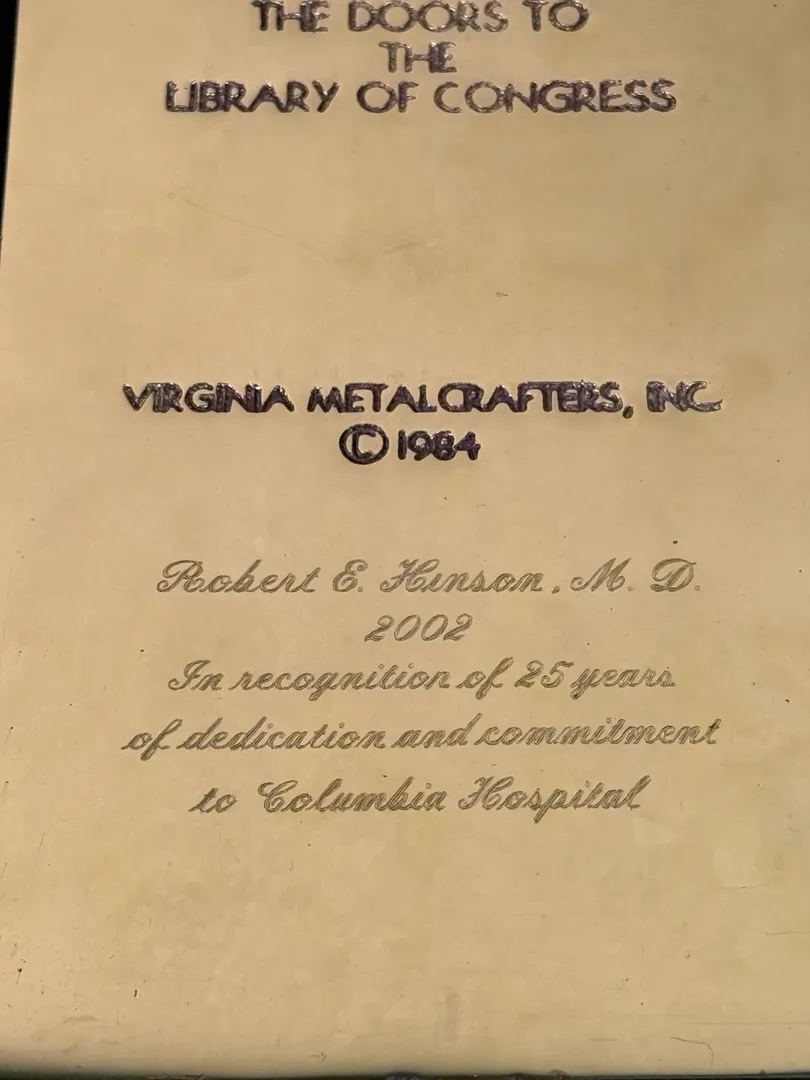 THE DOORS TO
THE
LIBRARY OF CONGRESS
VIRGINIA METALCRAFTERS, INC.
©1984
Robert E. Hinson, M. D.
2002
In recognition of 25 years
of dedication and commitment
to Columbia Hospital